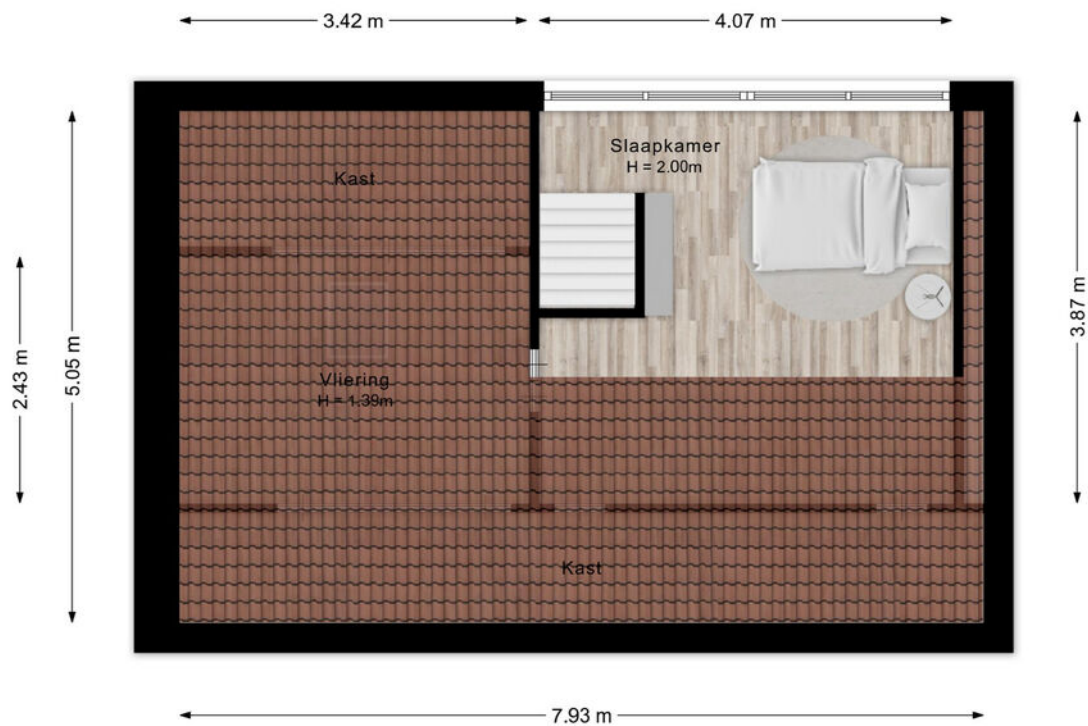 3.42 m
4.07 m
Slaapkamer
H = 2.00m
Kast
3.87 m
2.43 m
5.05 m
Vliering
H = 1.39m
Kast
7.93 m